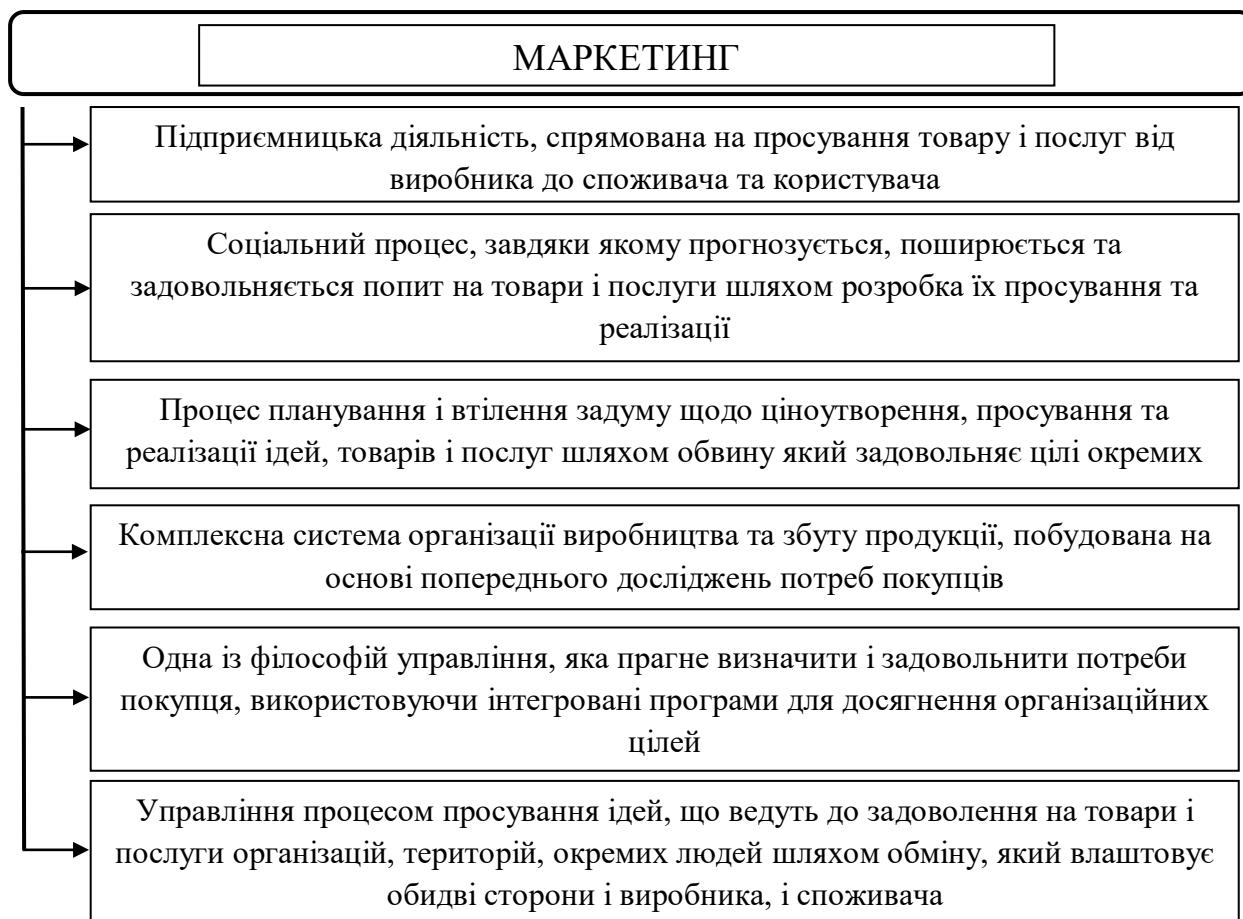 МАРКЕТИНГ
Підприємницька діяльність, спрямована на просування товару і послуг від
виробника до споживача та користувача
Соціальний процес, завдяки якому прогнозується, поширюється та
задовольняється попит на товари і послуги шляхом розробка їх просування та
реалізації
Процес планування і втілення задуму щодо ціноутворення, просування та
реалізації ідей, товарів і послуг шляхом обвину який задовольняє цілі окремих
Комплексна система організації виробництва та збуту продукції, побудована на
основі попереднього досліджень потреб покупців
Одна із філософій управління, яка прагне визначити і задовольнити потреби
покупця, використовуючи інтегровані програми для досягнення організаційних
цілей
Управління процесом просування ідей, що ведуть до задоволення на товари і
послуги організацій, територій, окремих людей шляхом обміну, який влаштовує
обидві сторони і виробника, і споживача